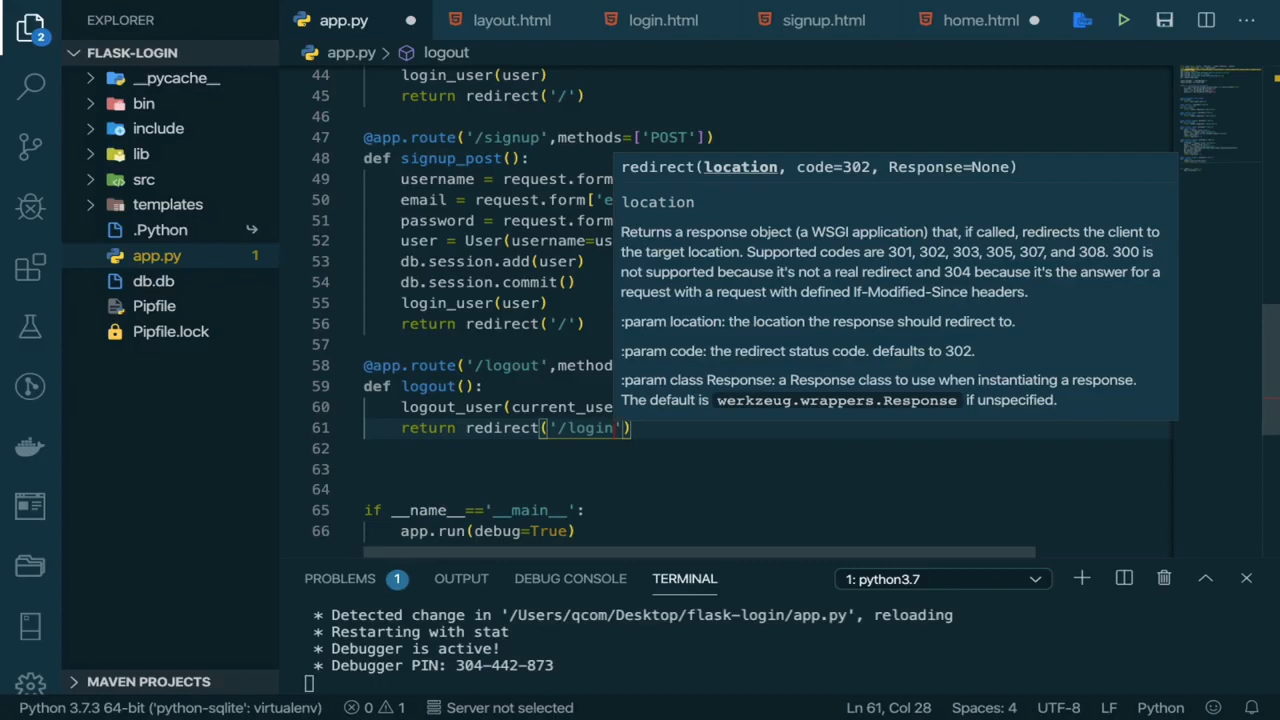 EXPLORER
app.py
layout.html
login.html
signup.html
home.html
2
FLASK-LOGIN
app.py
logout
__pycache__
bin
include
lib
src
templates
.Python
app.py 1
db.db
Pipfile
Pipfile.lock
MAVEN PROJECTS
44 login_user(user)
45 return redirect('/')
46
47 @app.route('/signup',methods=['POST'])
48 def signup_post():
49 username = request.form
50 email = request.form['e
51 password = request.form
52 user = User(username=us
53 db.session.add(user)
54 db.session.commit()
55 login_user(user)
56 return redirect('/')
57
58 @app.route('/logout',method
59 def logout():
60 logout_user(current_use
61 return redirect('/login')
62
63
64
65 if __name__=='__main__':
66 app.run(debug=True)
redirect(location, code=302, Response=None)
location
Returns a response object (a WSGI application) that, if called, redirects the client to
the target location. Supported codes are 301, 302, 303, 305, 307, and 308. 300 is
not supported because it's not a real redirect and 304 because it's the answer for a
request with a request with defined If-Modified-Since headers.
:param location: the location the response should redirect to.
:param code: the redirect status code. defaults to 302.
:param class Response: a Response class to use when instantiating a response.
The default is werkzeug.wrappers.Response if unspecified.
PROBLEMS 1 OUTPUT DEBUG CONSOLE TERMINAL 1: python3.7
* Detected change in '/Users/qcom/Desktop/flask-login/app.py', reloading
* Restarting with stat
* Debugger is active!
* Debugger PIN: 304-442-873
Python 3.7.3 64-bit ('python-sqlite': virtualenv) 0 1 Server not selected Ln 61, Col 28 Spaces: 4 UTF-8 LF Python